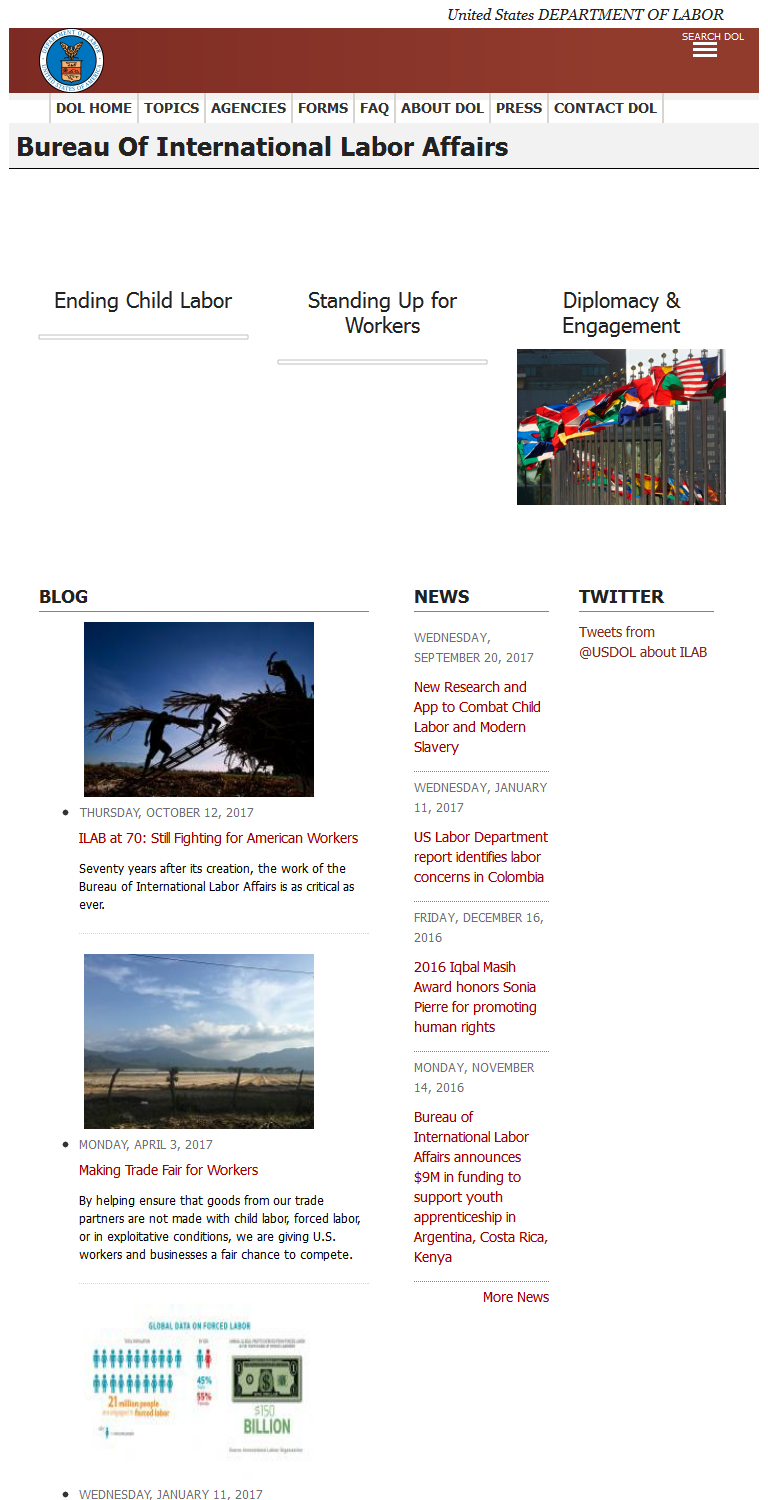 United States DEPARTMENT OF LABOR
SEARCH DOL
DOL HOME TOPICS AGENCIES FORMS FAQ ABOUT DOL PRESS CONTACT DOL
Bureau Of International Labor Affairs
Ending Child Labor
Standing Up for
Workers
Diplomacy &
Engagement
BLOG
THURSDAY, OCTOBER 12, 2017
ILAB at 70: Still Fighting for American Workers
Seventy years after its creation, the work of the
Bureau of International Labor Affairs is as critical as
ever.
MONDAY, APRIL 3, 2017
Making Trade Fair for Workers
By helping ensure that goods from our trade
partners are not made with child labor, forced labor,
or in exploitative conditions, we are giving U.S.
workers and businesses a fair chance to compete.
GLOBAL DATA ON FORCED LABOR
45%
55%
21 million people
forced labor
$150
BILLION
WEDNESDAY, JANUARY 11, 2017
NEWS
WEDNESDAY,
SEPTEMBER 20, 2017
New Research and
App to Combat Child
Labor and Modern
Slavery
WEDNESDAY, JANUARY
11, 2017
US Labor Department
report identifies labor
concerns in Colombia
FRIDAY, DECEMBER 16,
2016
2016 Iqbal Masih
Award honors Sonia
Pierre for promoting
human rights
MONDAY, NOVEMBER
14, 2016
Bureau of
International Labor
Affairs announces
$9M in funding to
support youth
apprenticeship in
Argentina, Costa Rica,
Kenya
More News
TWITTER
Tweets from
@USDOL about ILAB